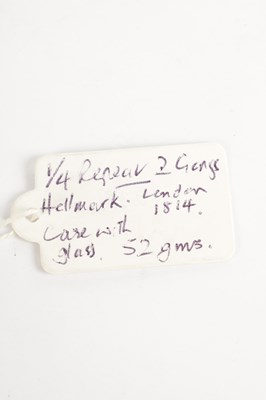 1/4 Repeat 2 Gongs
Hallmark. London
1814.
Case with
glass. 52 gms.